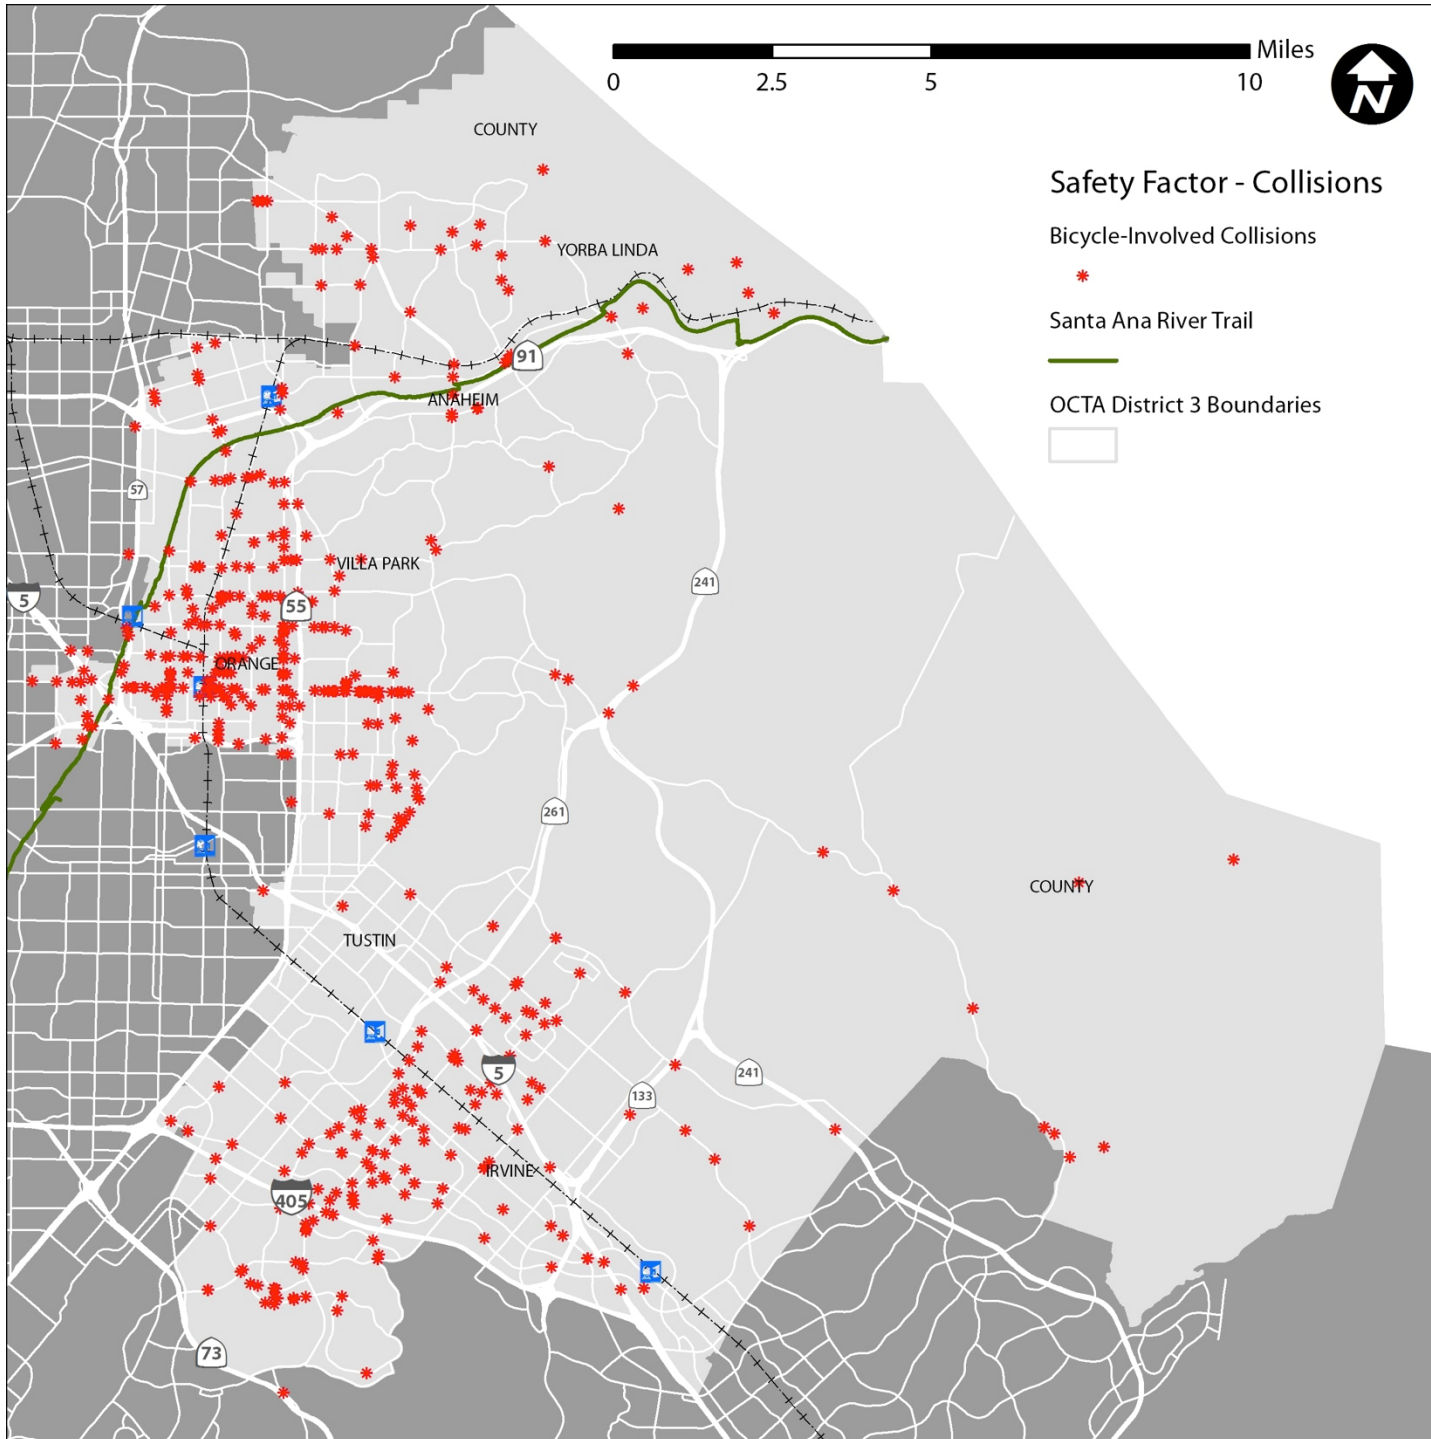 Miles
0 2.5 5 10
N
COUNTY
Safety Factor - Collisions
Bicycle-Involved Collisions
YORBA LINDA
Santa Ana River Trail
91
ANAHEIM
OCTA District 3 Boundaries
57
VILLA PARK
241
5
55
ORANGE
261
COUNTY
TUSTIN
5
241
133
IRVINE
405
73